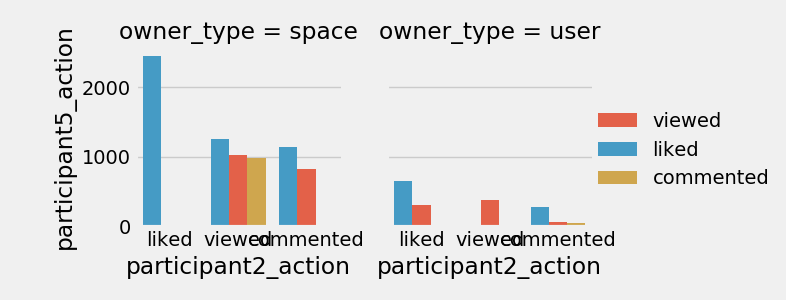 owner_type = space
owner_type = user
participant5_action
2000
1000
0
liked
viewed
commented
liked
viewed
commented
participant2_action
participant2_action
viewed
liked
commented